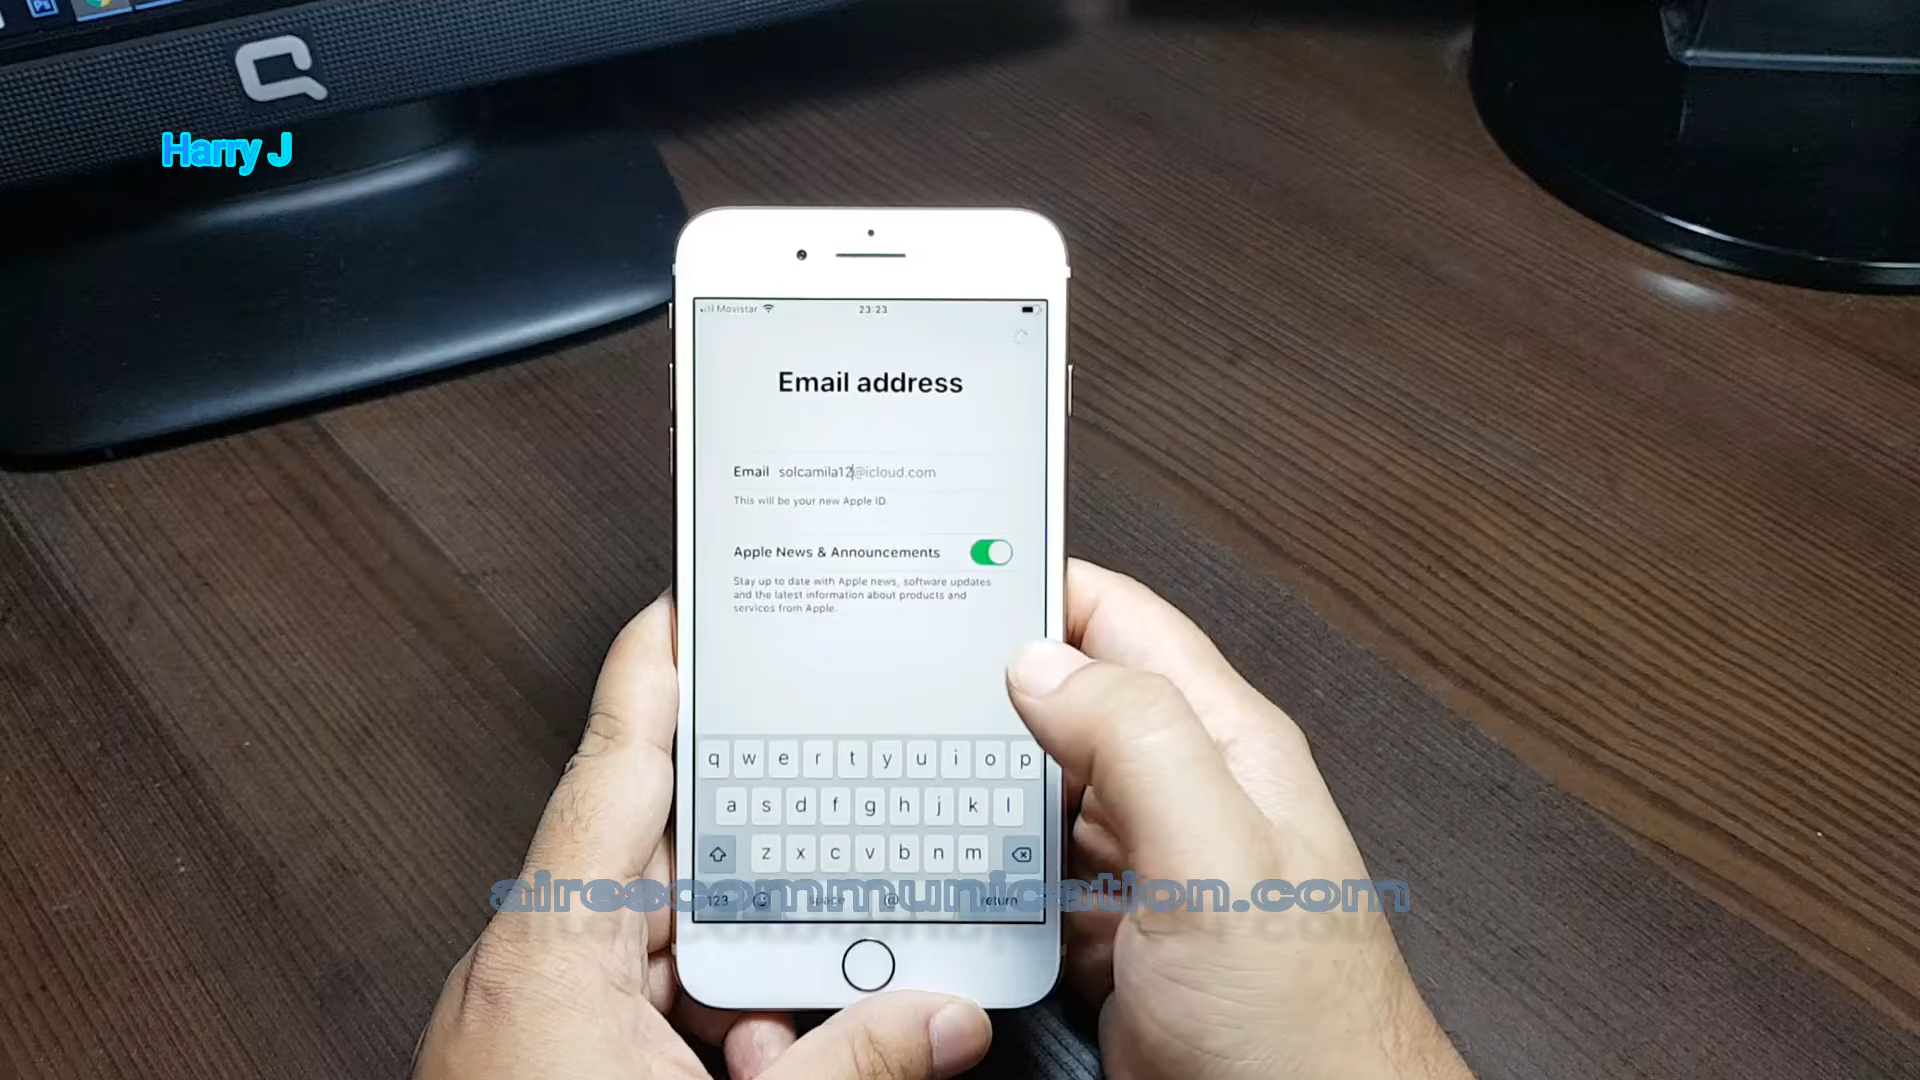 Ps
Harry J
Movistar 23:23
Email address
Email solcamila12@icloud.com
This will be your new Apple ID.
Apple News & Announcements
Stay up to date with Apple news, software updates
and the latest information about products and
services from Apple.
q w e r t y u i o p
a s d f g h j k l
z x c v b n m
123 space @ return
airescommunication.com